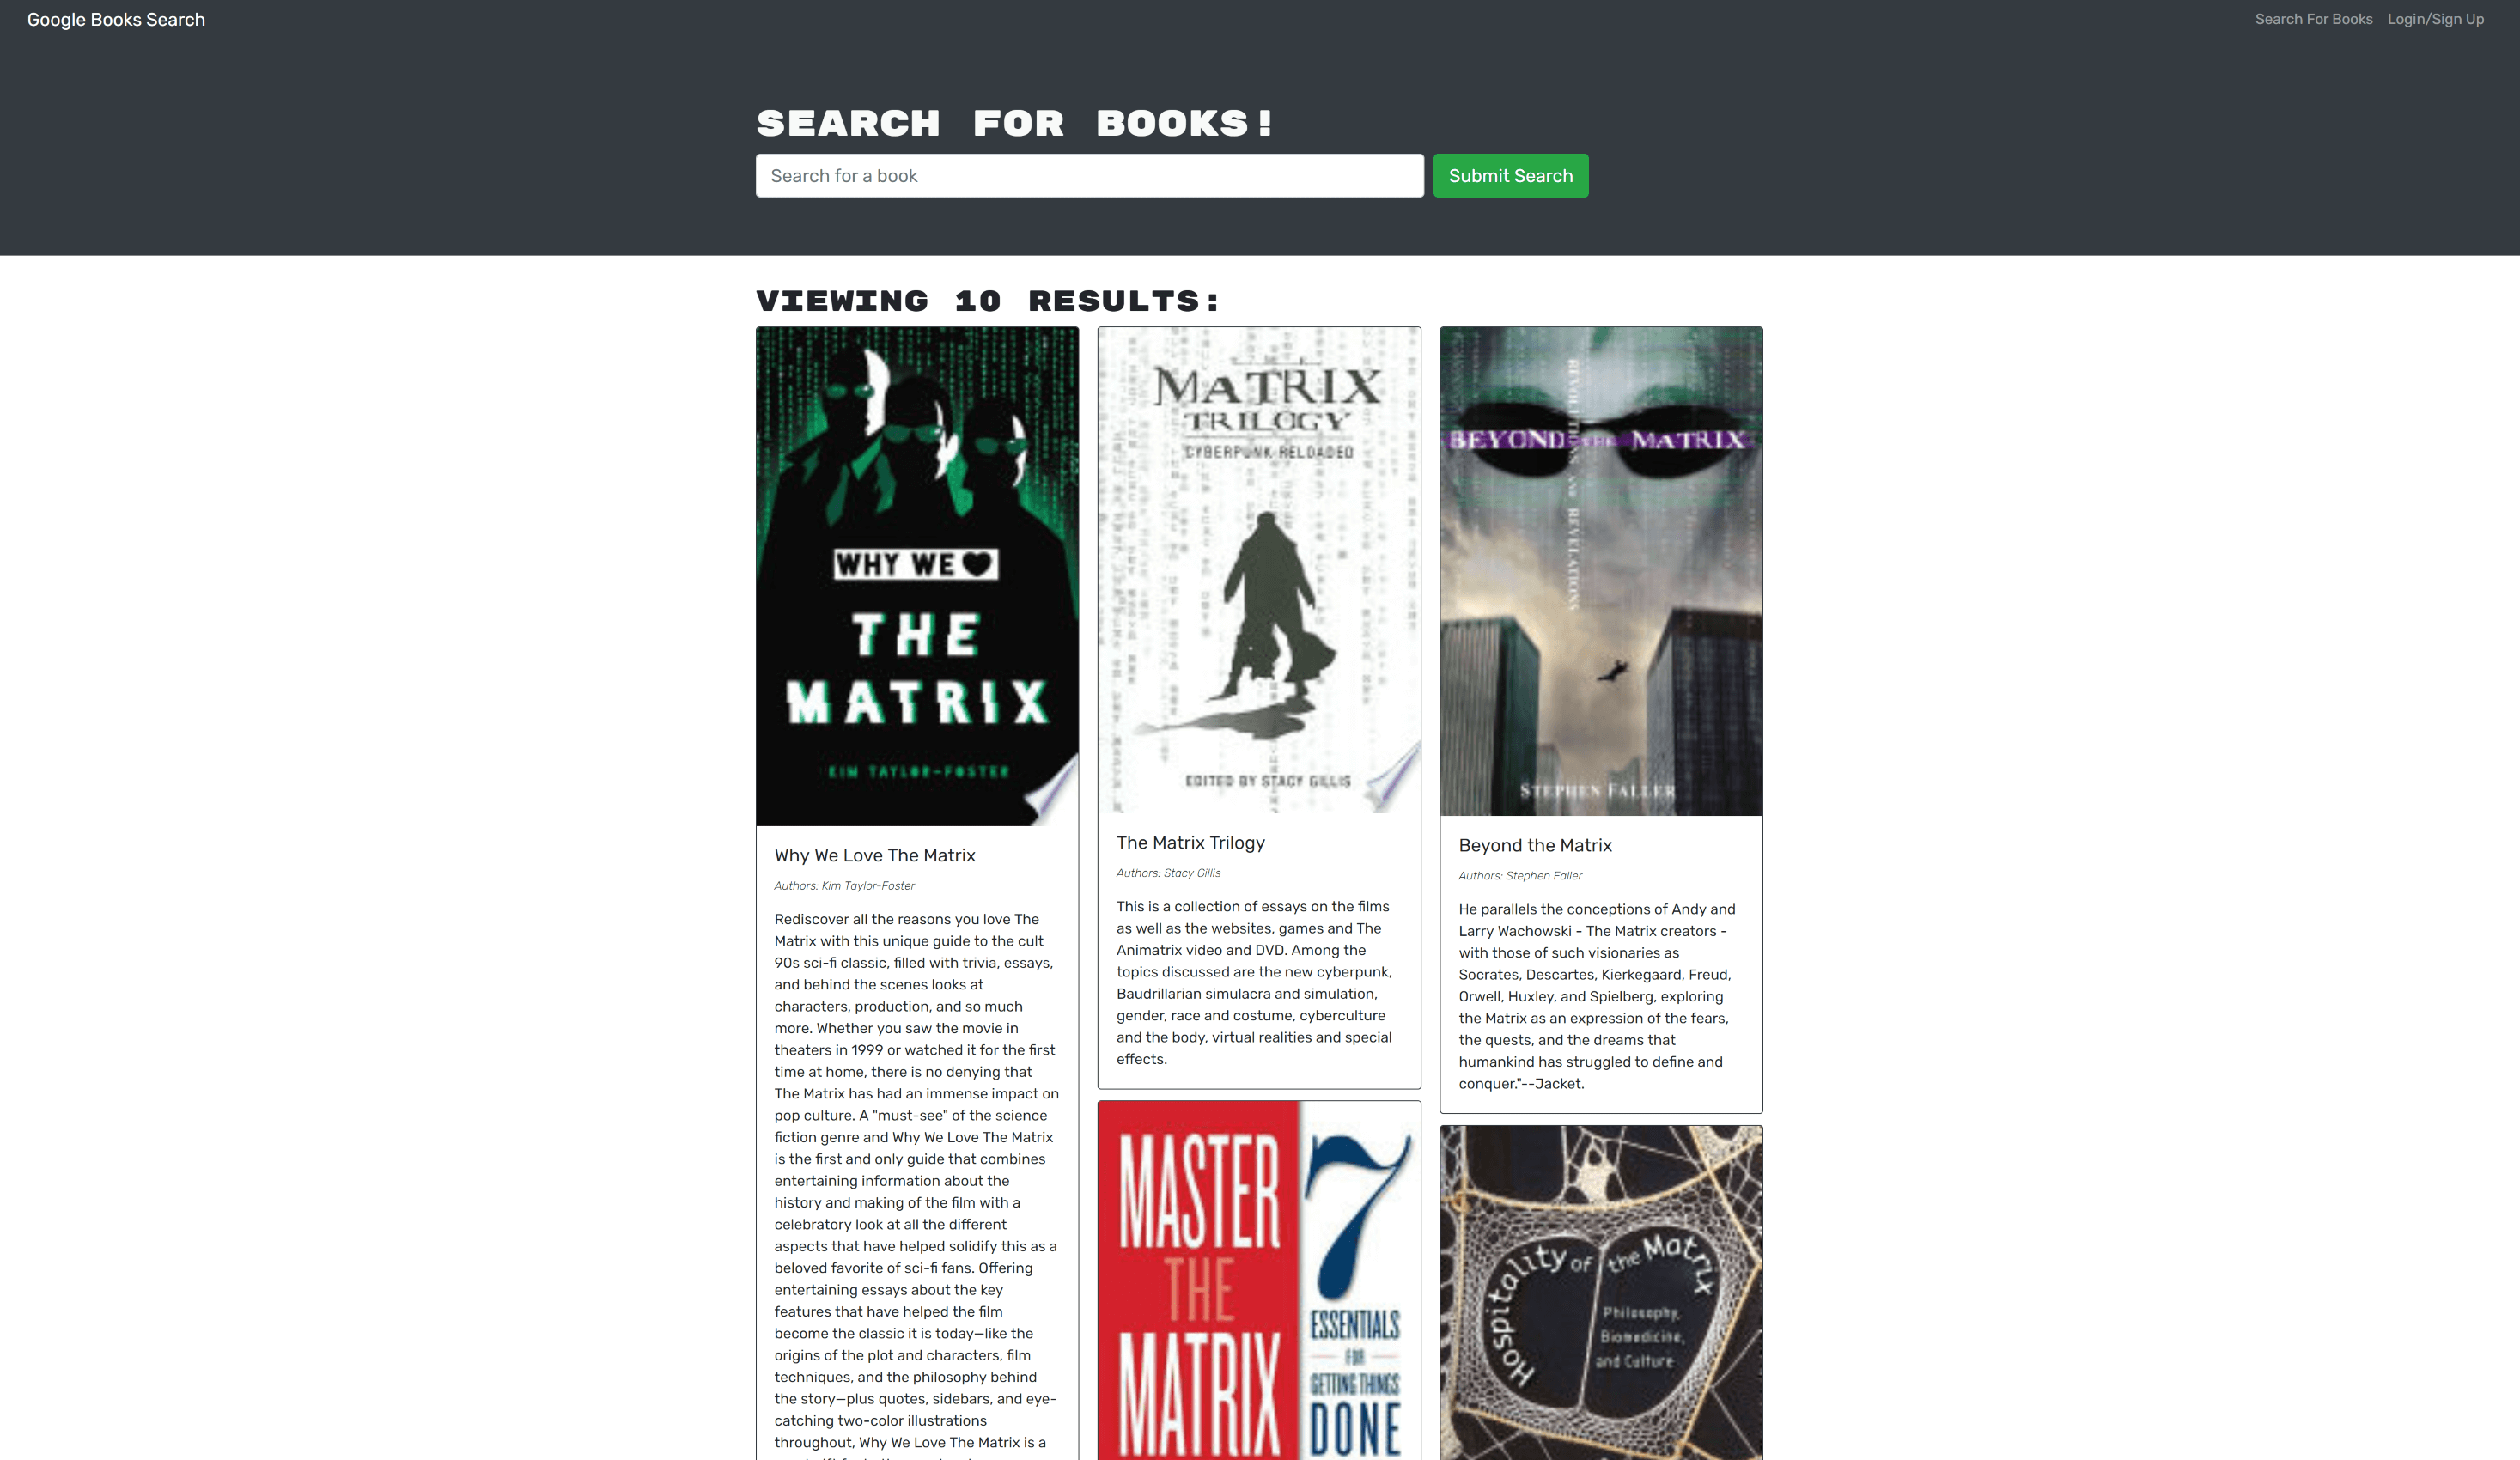 Google Books Search
Search For Books
Login/Sign Up
SEARCH FOR BOOKS!
Search for a book
Submit Search
VIEWING 10 RESULTS:
WHY WE
THE
MATRIX
KIM TAYLOR-FOSTER
Why We Love The Matrix
Authors: Kim Taylor-Foster
Rediscover all the reasons you love The
Matrix with this unique guide to the cult
90s sci-fi classic, filled with trivia, essays,
and behind the scenes looks at
characters, production, and so much
more. Whether you saw the movie in
theaters in 1999 or watched it for the first
time at home, there is no denying that
The Matrix has had an immense impact on
pop culture. A "must-see" of the science
fiction genre and Why We Love The Matrix
is the first and only guide that combines
entertaining information about the
history and making of the film with a
celebratory look at all the different
aspects that have helped solidify this as a
beloved favorite of sci-fi fans. Offering
entertaining essays about the key
features that have helped the film
become the classic it is today—like the
origins of the plot and characters, film
techniques, and the philosophy behind
the story—plus quotes, sidebars, and eye-
catching two-color illustrations
throughout, Why We Love The Matrix is a
MATRIX
TRILOGY
CYBERPUNK RELOADED
EDITED BY STACY GILLIS
The Matrix Trilogy
Authors: Stacy Gillis
This is a collection of essays on the films
as well as the websites, games and The
Animatrix video and DVD. Among the
topics discussed are the new cyberpunk,
Baudrillarian simulacra and simulation,
gender, race and costume, cyberculture
and the body, virtual realities and special
effects.
MASTER
THE
MATRIX
7
ESSENTIALS
FOR
GETTING THINGS
DONE
BEYOND MATRIX
REVOLUTIONS AND REVELATIONS
STEPHEN FALLER
Beyond the Matrix
Authors: Stephen Faller
He parallels the conceptions of Andy and
Larry Wachowski - The Matrix creators -
with those of such visionaries as
Socrates, Descartes, Kierkegaard, Freud,
Orwell, Huxley, and Spielberg, exploring
the Matrix as an expression of the fears,
the quests, and the dreams that
humankind has struggled to define and
conquer."--Jacket.
Hospitality of the Matrix
Philosophy,
Biomedicine,
and Culture